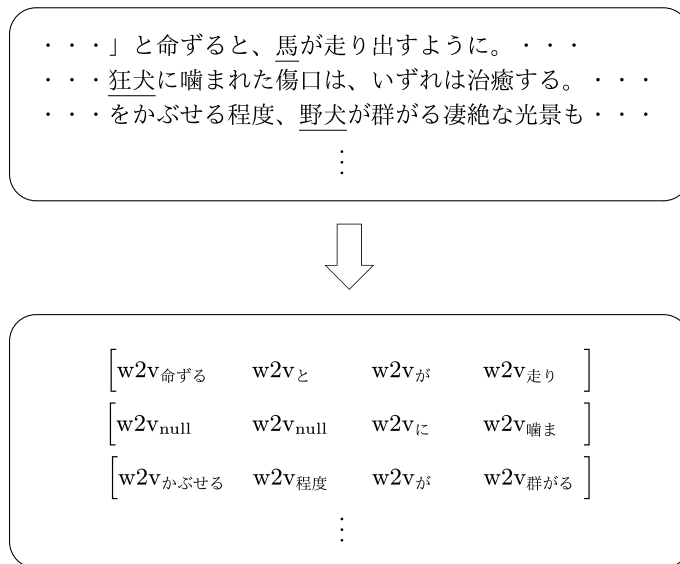 ・・・」と命ずると、馬が走り出すように。・・・
・・・狂犬に噛まれた傷口は、いずれは治癒する。・・・
・・・をかぶせる程度、野犬が群がる凄絶な光景も・・・
⋮
[w2v命ずる w2vと w2vが w2v走り]
[w2vnull w2vnull w2vに w2v噛ま]
[w2vかぶせる w2v程度 w2vが w2v群がる]
⋮